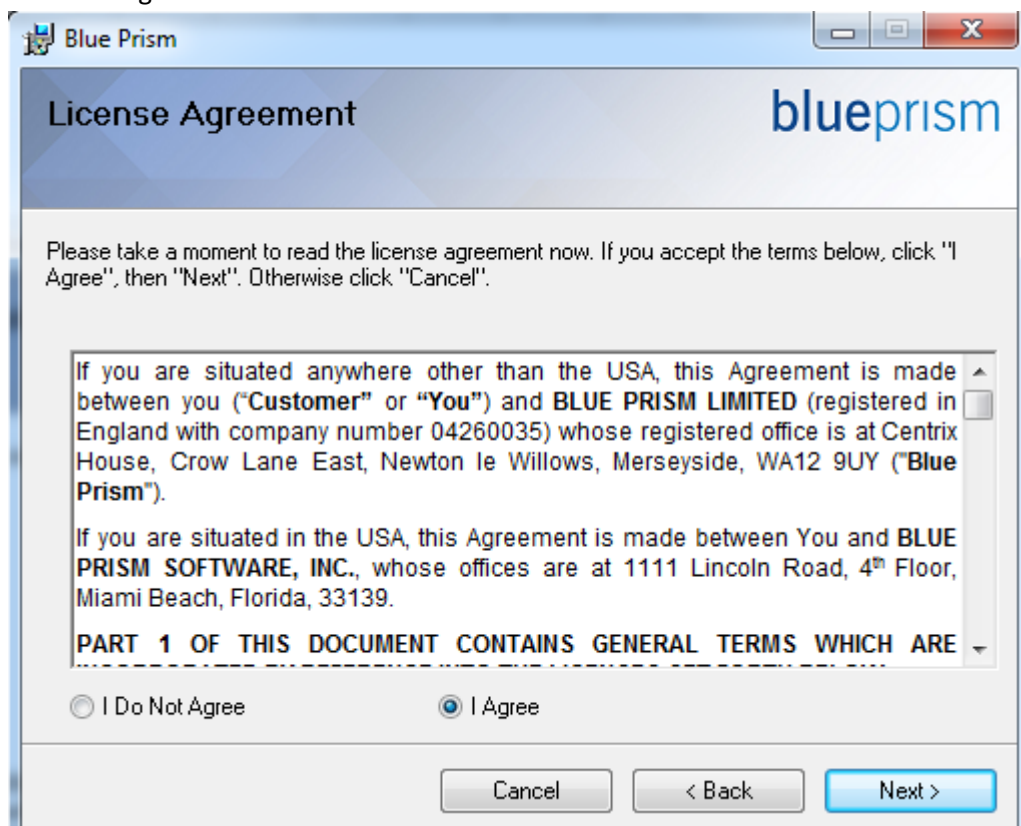 Blue Prism
License Agreement
blueprism
Please take a moment to read the license agreement now. If you accept the terms below, click "I
Agree", then "Next". Otherwise click "Cancel".
If you are situated anywhere other than the USA, this Agreement is made
between you ("Customer" or "You") and BLUE PRISM LIMITED (registered in
England with company number 04260035) whose registered office is at Centrix
House, Crow Lane East, Newton le Willows, Merseyside, WA12 9UY ("Blue
Prism").
If you are situated in the USA, this Agreement is made between You and BLUE
PRISM SOFTWARE, INC., whose offices are at 1111 Lincoln Road, 4th Floor,
Miami Beach, Florida, 33139.
PART 1 OF THIS DOCUMENT CONTAINS GENERAL TERMS WHICH ARE
I Do Not Agree
I Agree
Cancel
< Back
Next >